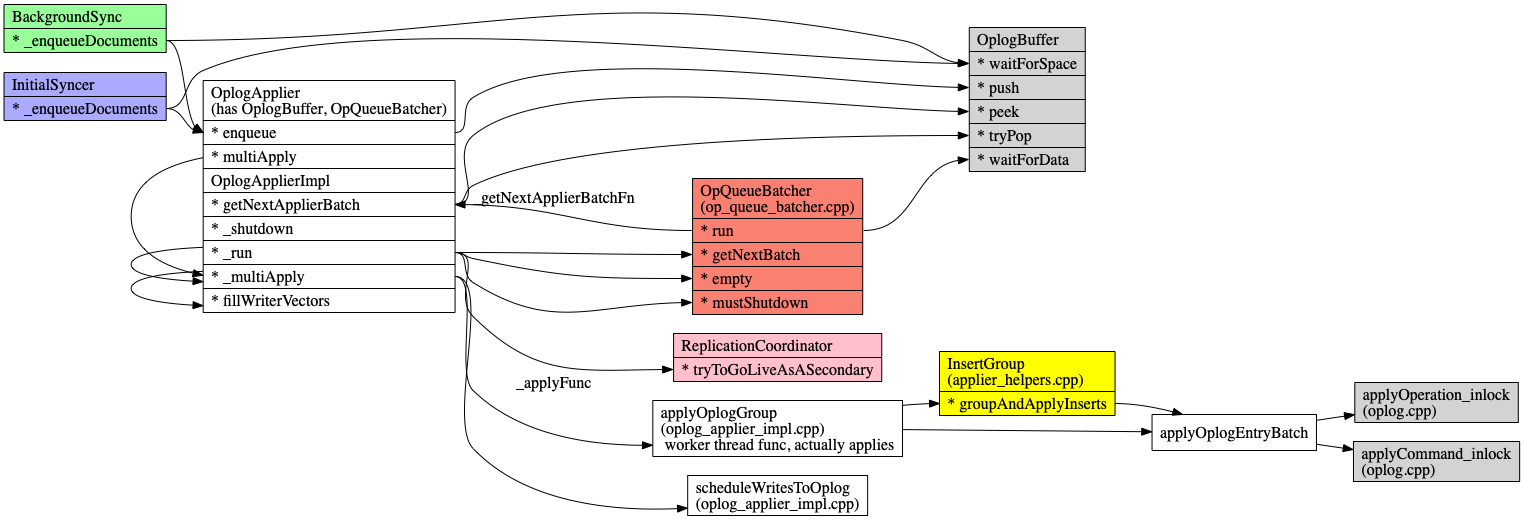 BackgroundSync
* _enqueueDocuments
InitialSyncer
* _enqueueDocuments
OplogApplier
(has OplogBuffer, OpQueueBatcher)
* enqueue
* multiApply
OplogApplierImpl
* getNextApplierBatch
* _shutdown
* _run
* _multiApply
* fillWriterVectors
getNextApplierBatchFn
OplogBuffer
* waitForSpace
* push
* peek
* tryPop
* waitForData
OpQueueBatcher
(op_queue_batcher.cpp)
* run
* getNextBatch
* empty
* mustShutdown
ReplicationCoordinator
* tryToGoLiveAsASecondary
_applyFunc
applyOplogGroup
(oplog_applier_impl.cpp)
worker thread func, actually applies
scheduleWritesToOplog
(oplog_applier_impl.cpp)
InsertGroup
(applier_helpers.cpp)
* groupAndApplyInserts
applyOplogEntryBatch
applyOperation_inlock
(oplog.cpp)
applyCommand_inlock
(oplog.cpp)